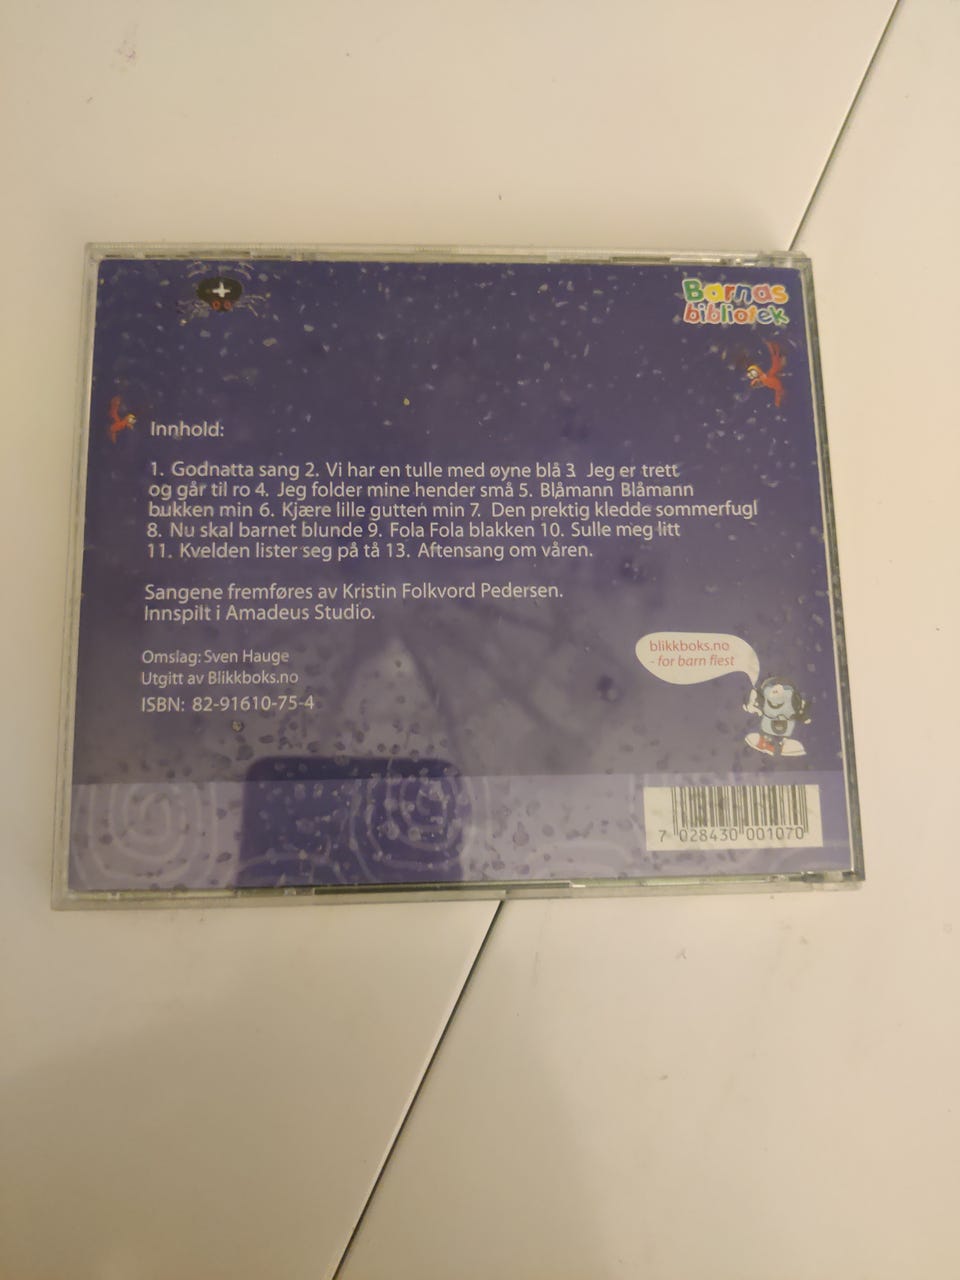 Barnas
bibliotek
Innhold:
1. Godnatta sang 2. Vi har en tulle med øyne blå 3 Jeg er trett
og går til ro 4. Jeg folder mine hender små 5. Blåmann Blåmann
bukken min 6. Kjære lille gutten min 7. Den prektig kledde sommerfugl
8. Nu skal barnet blunde 9. Fola Fola blakken 10. Sulle meg litt
11. Kvelden lister seg på tå 13. Aftensang om våren.
Sangene fremføres av Kristin Folkvord Pedersen.
Innspilt i Amadeus Studio.
Omslag: Sven Hauge
Utgitt av Blikkboks.no
ISBN: 82-91610-75-4
blikkboks.no
- for barn flest
7 028430 001070